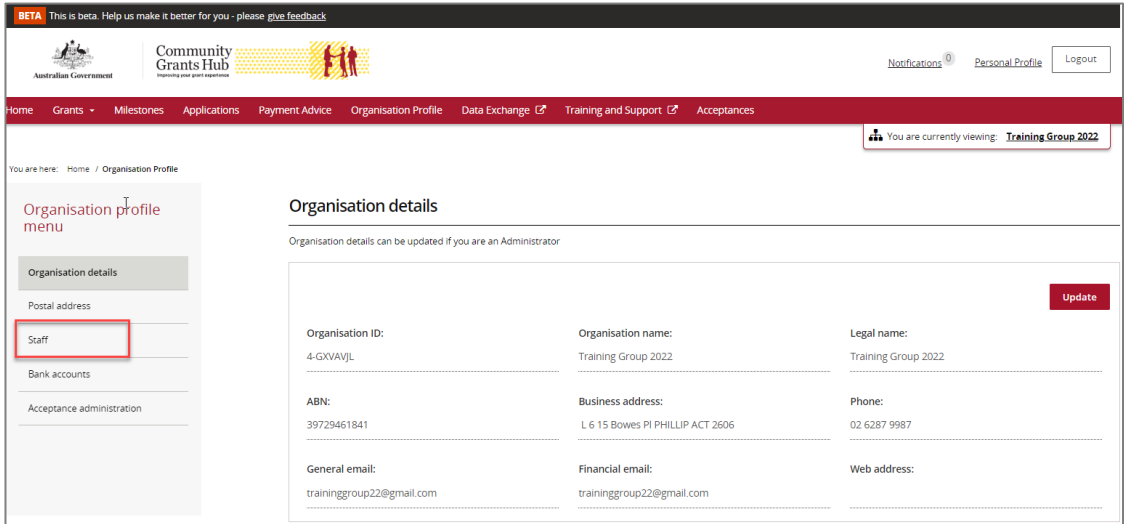 BETA This is beta. Help us make it better for you - please give feedback
Australian Government
Community
Grants Hub
Improving your grant experience
Notifications 0 Personal Profile Logout
Home Grants Milestones Applications Payment Advice Organisation Profile Data Exchange Training and Support Acceptances
You are currently viewing: Training Group 2022
You are here: Home / Organisation Profile
Organisation profile
menu
Organisation details
Postal address
Staff
Bank accounts
Acceptance administration
Organisation details
Organisation details can be updated if you are an Administrator
Update
Organisation ID: Organisation name: Legal name:
4-GXVAVJL Training Group 2022 Training Group 2022
ABN: Business address: Phone:
39729461841 L 6 15 Bowes Pl PHILLIP ACT 2606 02 6287 9987
General email: Financial email: Web address:
traininggroup22@gmail.com traininggroup22@gmail.com